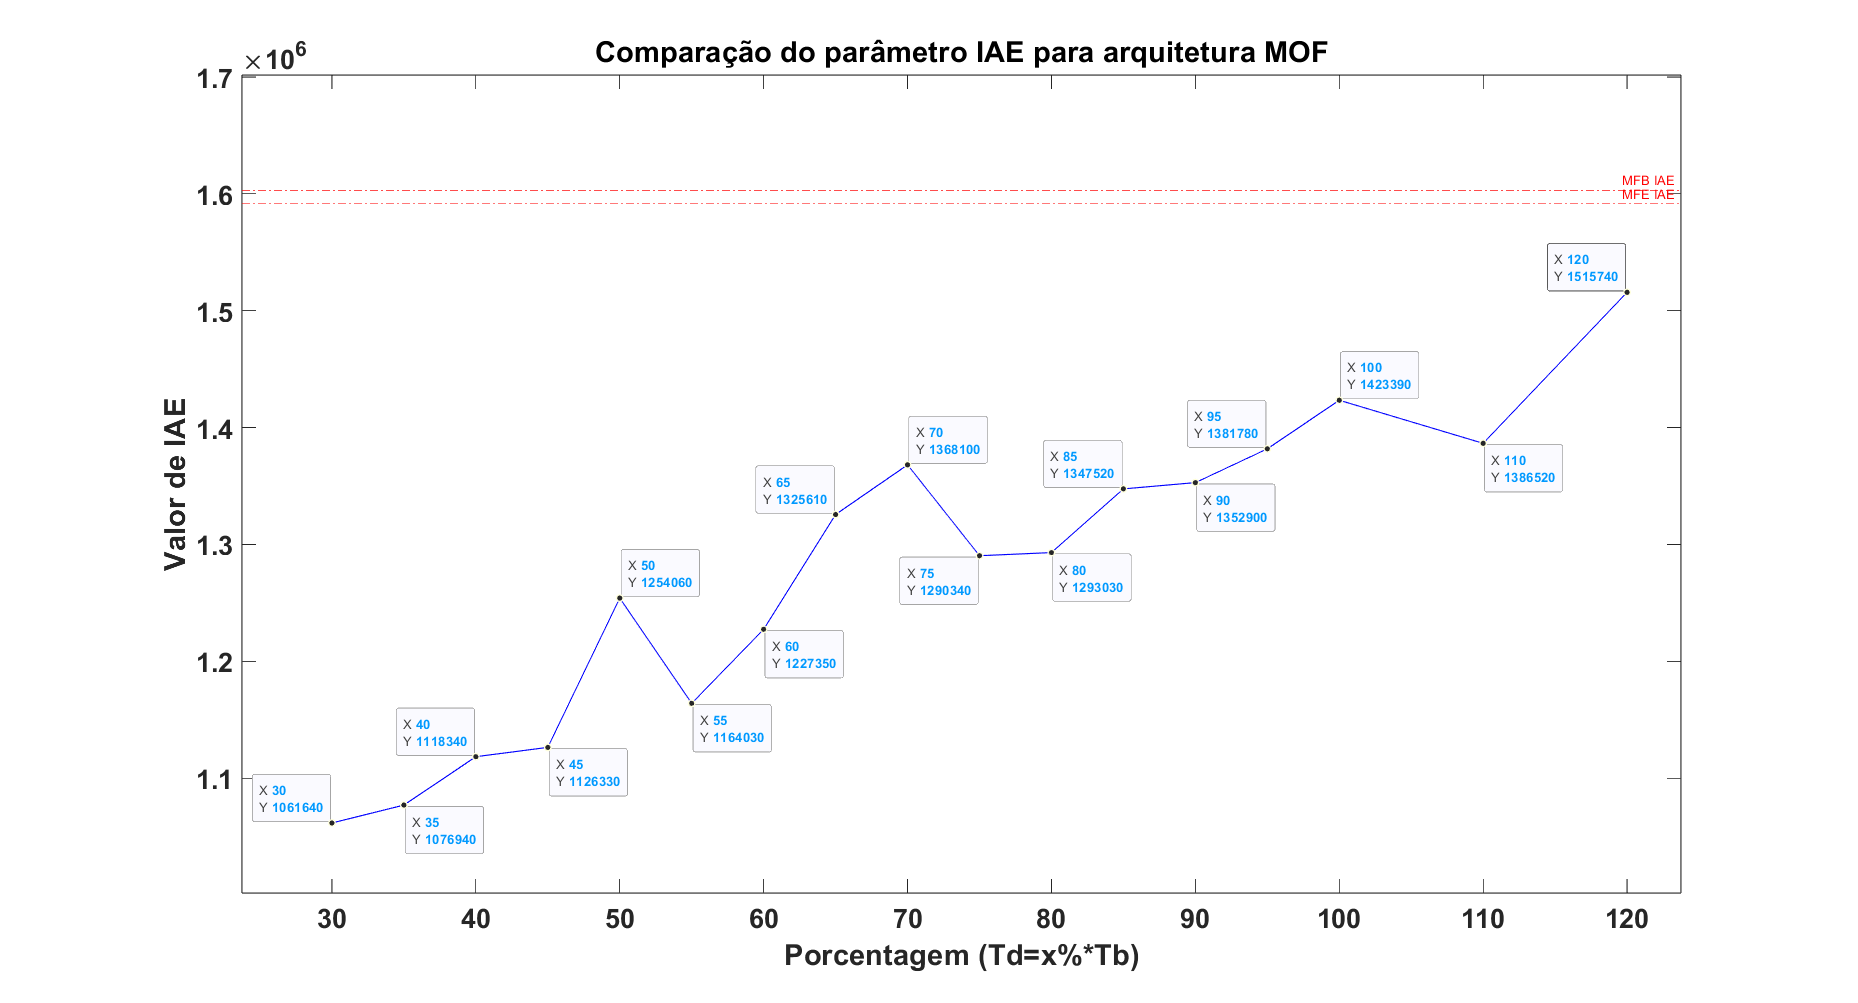 Comparação do parâmetro IAE para arquitetura MOF
×10^6
1.7
1.6
1.5
1.4
1.3
1.2
1.1
Valor de IAE
MFB IAE
MFE IAE
X 30
Y 1061640
X 35
Y 1076940
X 40
Y 1118340
X 45
Y 1126330
X 50
Y 1254060
X 55
Y 1164030
X 60
Y 1227350
X 65
Y 1325610
X 70
Y 1368100
X 75
Y 1290340
X 80
Y 1293030
X 85
Y 1347520
X 90
Y 1352900
X 95
Y 1381780
X 100
Y 1423390
X 110
Y 1386520
X 120
Y 1515740
30 40 50 60 70 80 90 100 110 120
Porcentagem (Td=x%*Tb)